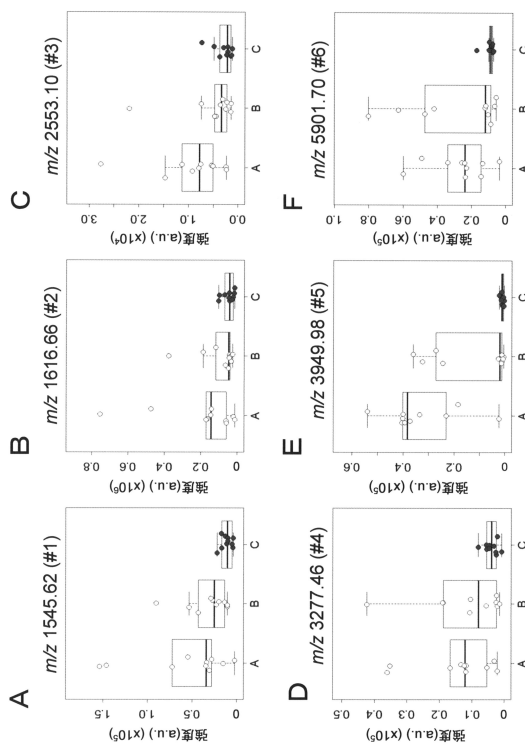 A
m/z 1545.62 (#1)
強度(a.u.) (x10⁵)
1.5
1.0
0.5
0
A B C
B
m/z 1616.66 (#2)
強度(a.u.) (x10⁶)
0.8
0.6
0.4
0.2
0
A B C
C
m/z 2553.10 (#3)
強度(a.u.) (x10⁴)
3.0
2.0
1.0
0.0
A B C
D
m/z 3277.46 (#4)
強度(a.u.) (x10⁵)
0.5
0.4
0.3
0.2
0.1
0
A B C
E
m/z 3949.98 (#5)
強度(a.u.) (x10⁵)
0.6
0.4
0.2
0
A B C
F
m/z 5901.70 (#6)
強度(a.u.) (x10⁵)
1.0
0.8
0.6
0.4
0.2
0
A B C